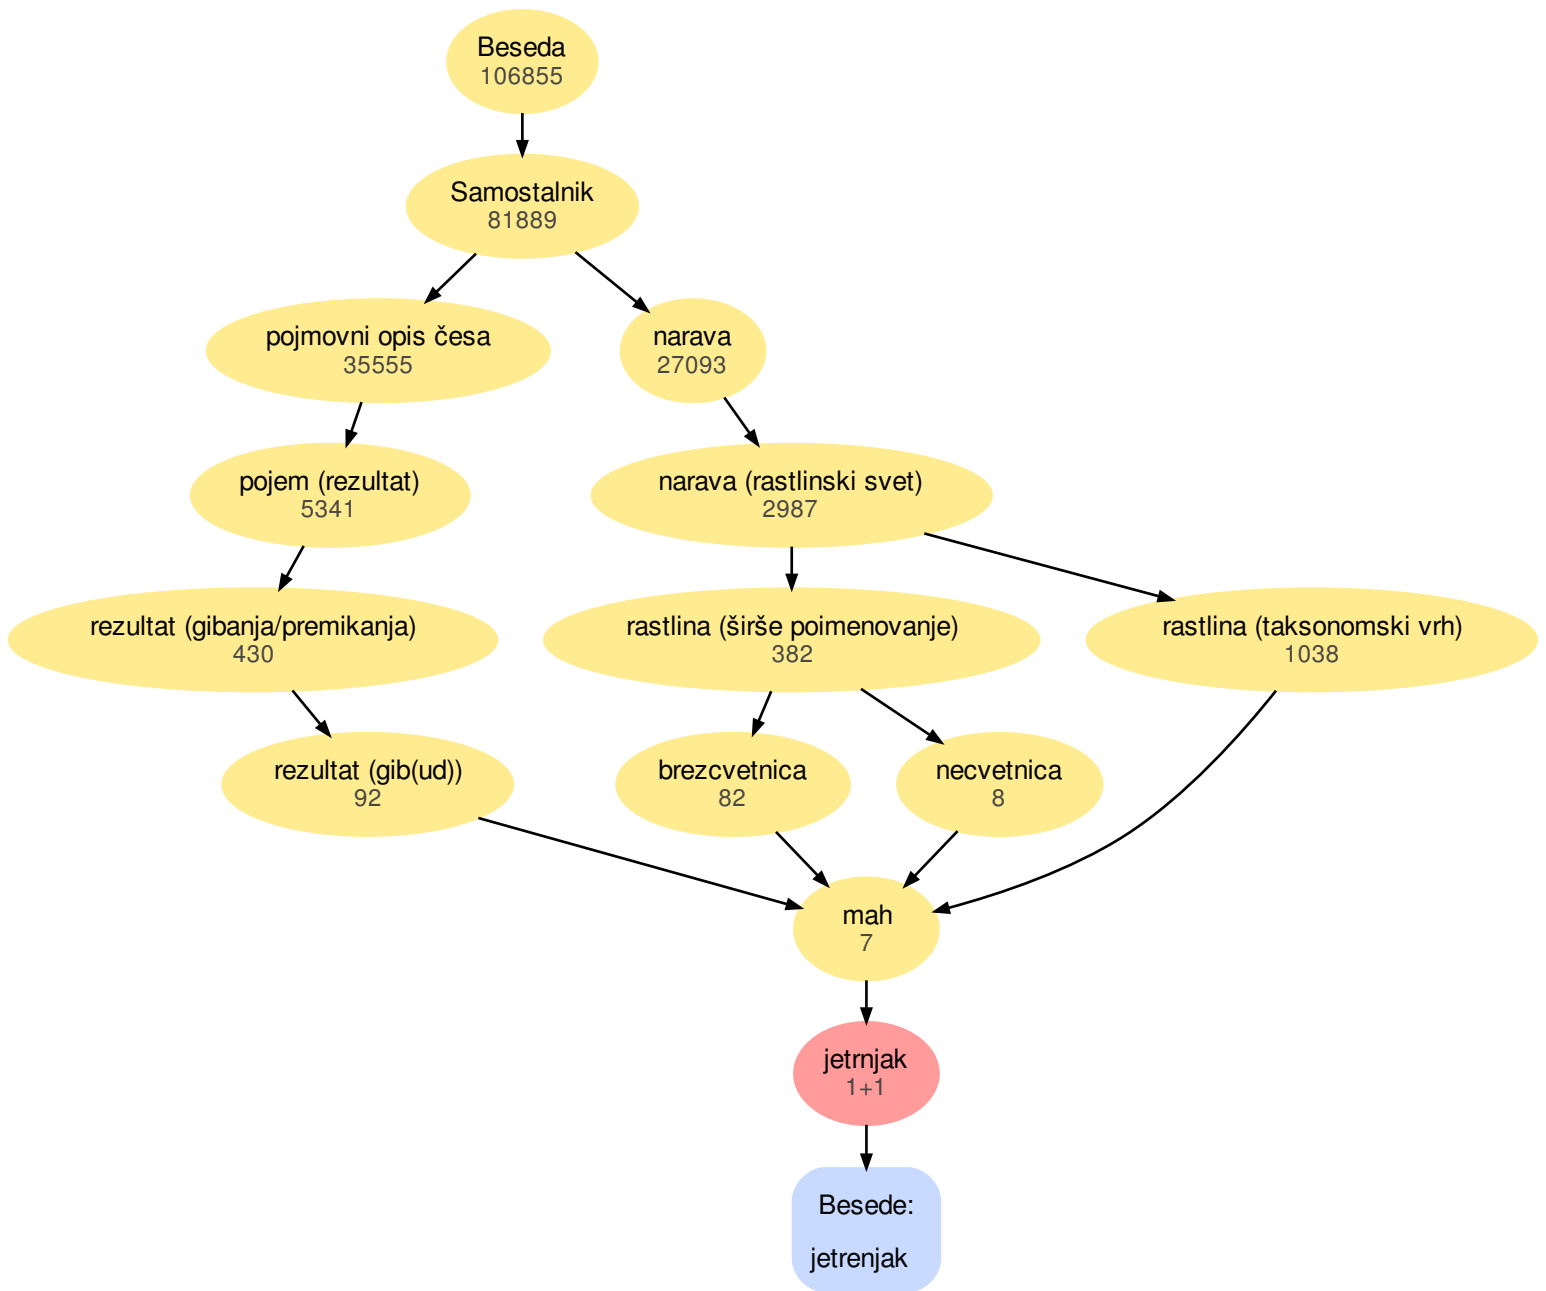 Beseda
106855
Samostalnik
81889
pojmovni opis česa
35555
narava
27093
pojem (rezultat)
5341
narava (rastlinski svet)
2987
rezultat (gibanja/premikanja)
430
rastlina (širše poimenovanje)
382
rastlina (taksonomski vrh)
1038
rezultat (gib(ud))
92
brezcvetnica
82
necvetnica
8
mah
7
jetrnjak
1+1
Besede:
jetrenjak